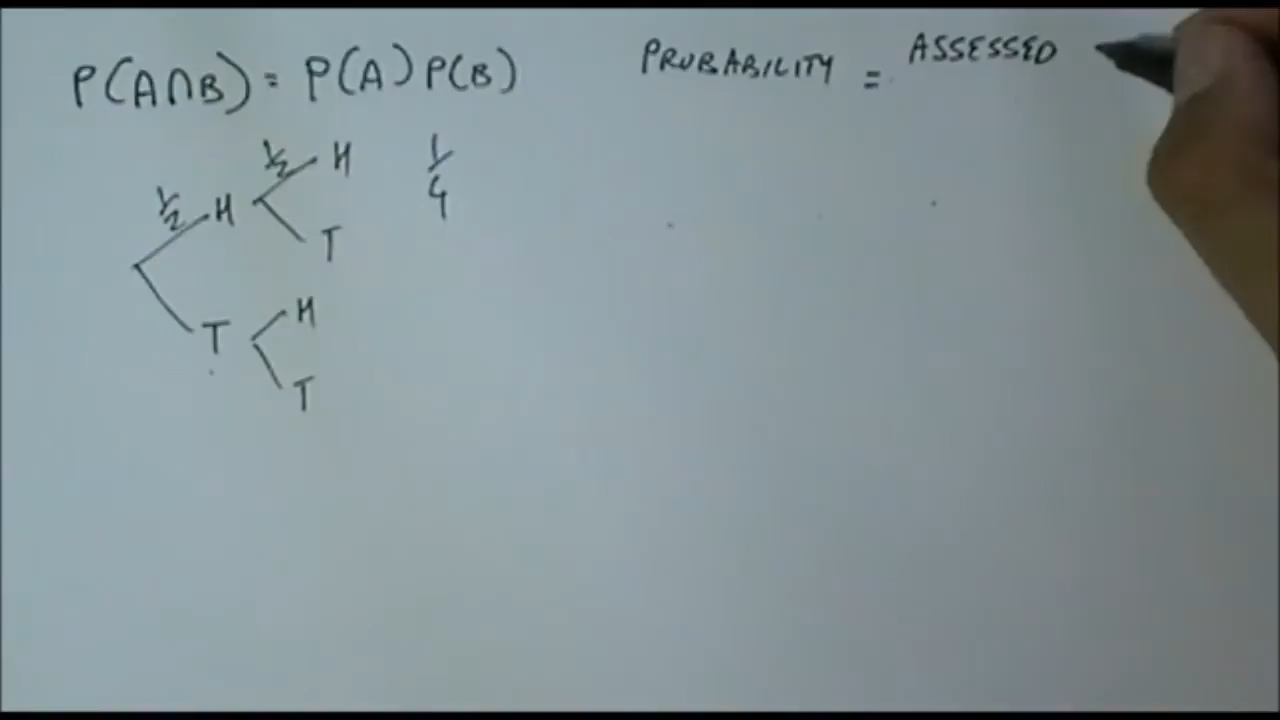 P(A∩B) = P(A) P(B)
PROBABILITY = ASSESSED
1/2 H 1/4
1/2 H
T
H
T
T